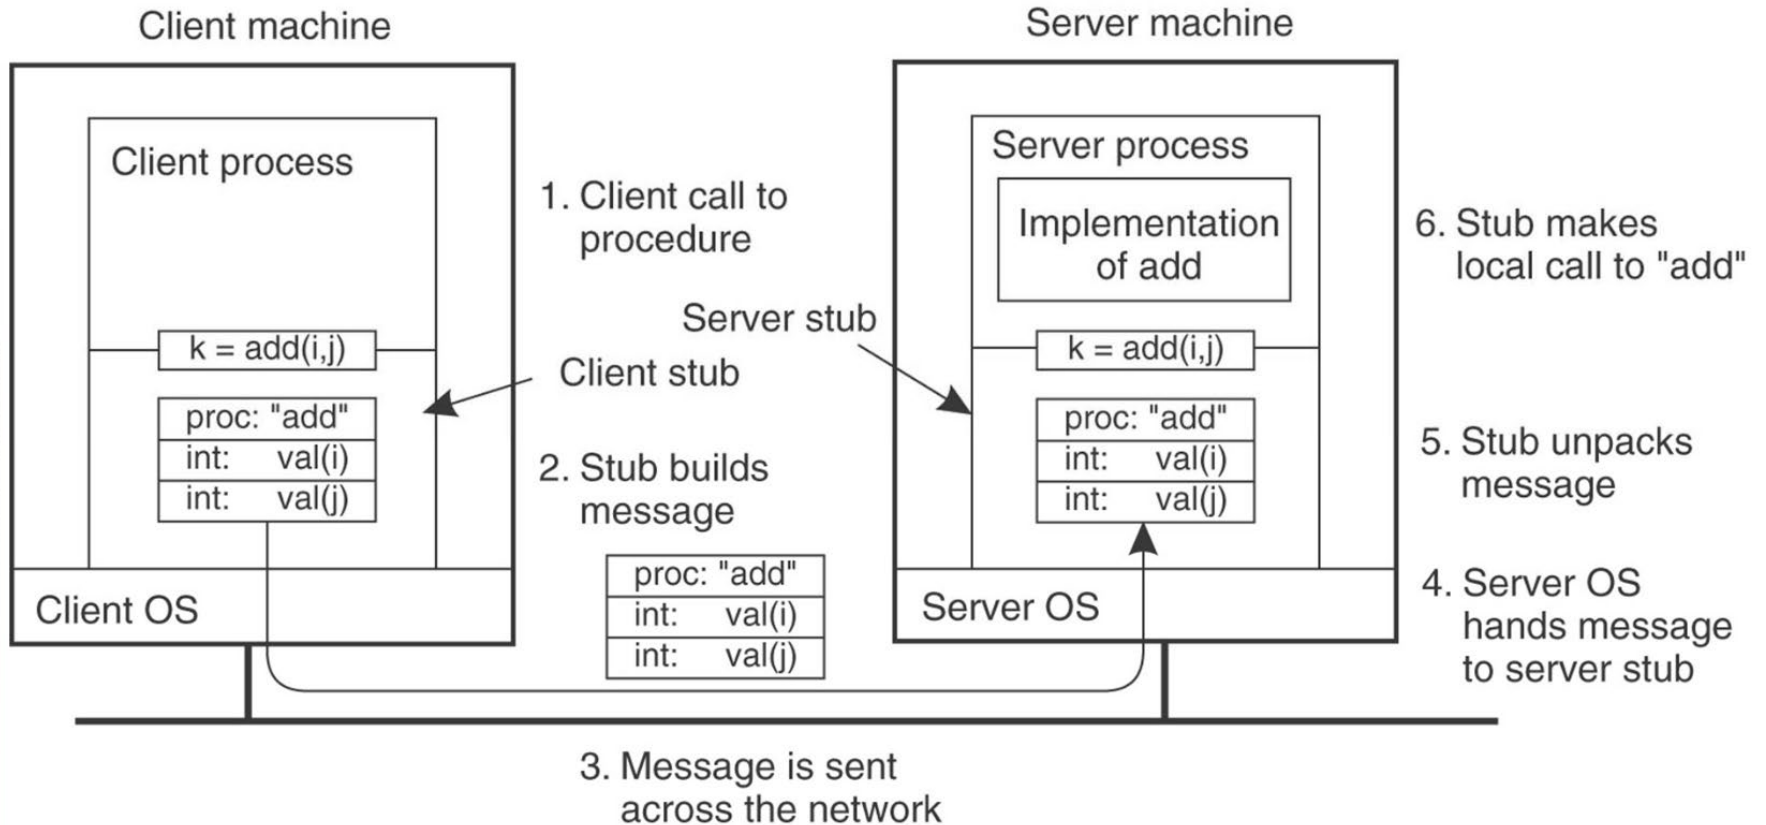 Client machine
Server machine
Client process
1. Client call to
procedure
Server process
Implementation
of add
6. Stub makes
local call to "add"
k = add(i,j)
Server stub
Client stub
k = add(i,j)
proc: "add"
int: val(i)
int: val(j)
2. Stub builds
message
proc: "add"
int: val(i)
int: val(j)
proc: "add"
int: val(i)
int: val(j)
5. Stub unpacks
message
Client OS
Server OS
4. Server OS
hands message
to server stub
3. Message is sent
across the network